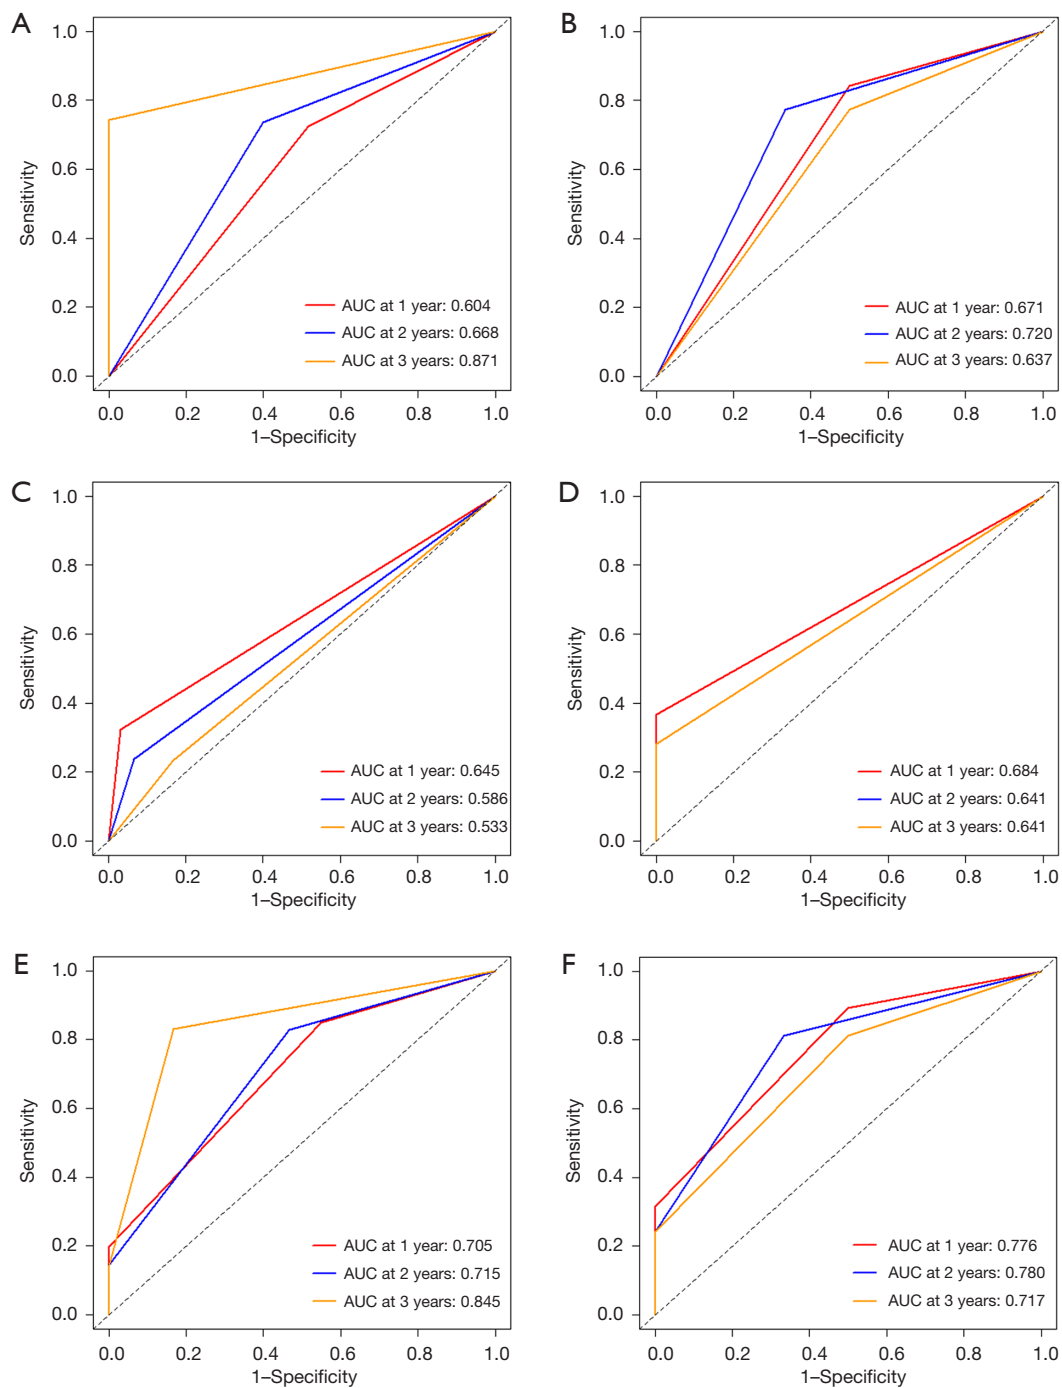 A
1.0
0.8
0.6
0.4
0.2
0.0
Sensitivity
AUC at 1 year: 0.604
AUC at 2 years: 0.668
AUC at 3 years: 0.871
0.0 0.2 0.4 0.6 0.8 1.0
1–Specificity
B
1.0
0.8
0.6
0.4
0.2
0.0
Sensitivity
AUC at 1 year: 0.671
AUC at 2 years: 0.720
AUC at 3 years: 0.637
0.0 0.2 0.4 0.6 0.8 1.0
1–Specificity
C
1.0
0.8
0.6
0.4
0.2
0.0
Sensitivity
AUC at 1 year: 0.645
AUC at 2 years: 0.586
AUC at 3 years: 0.533
0.0 0.2 0.4 0.6 0.8 1.0
1–Specificity
D
1.0
0.8
0.6
0.4
0.2
0.0
Sensitivity
AUC at 1 year: 0.684
AUC at 2 years: 0.641
AUC at 3 years: 0.641
0.0 0.2 0.4 0.6 0.8 1.0
1–Specificity
E
1.0
0.8
0.6
0.4
0.2
0.0
Sensitivity
AUC at 1 year: 0.705
AUC at 2 years: 0.715
AUC at 3 years: 0.845
0.0 0.2 0.4 0.6 0.8 1.0
1–Specificity
F
1.0
0.8
0.6
0.4
0.2
0.0
Sensitivity
AUC at 1 year: 0.776
AUC at 2 years: 0.780
AUC at 3 years: 0.717
0.0 0.2 0.4 0.6 0.8 1.0
1–Specificity